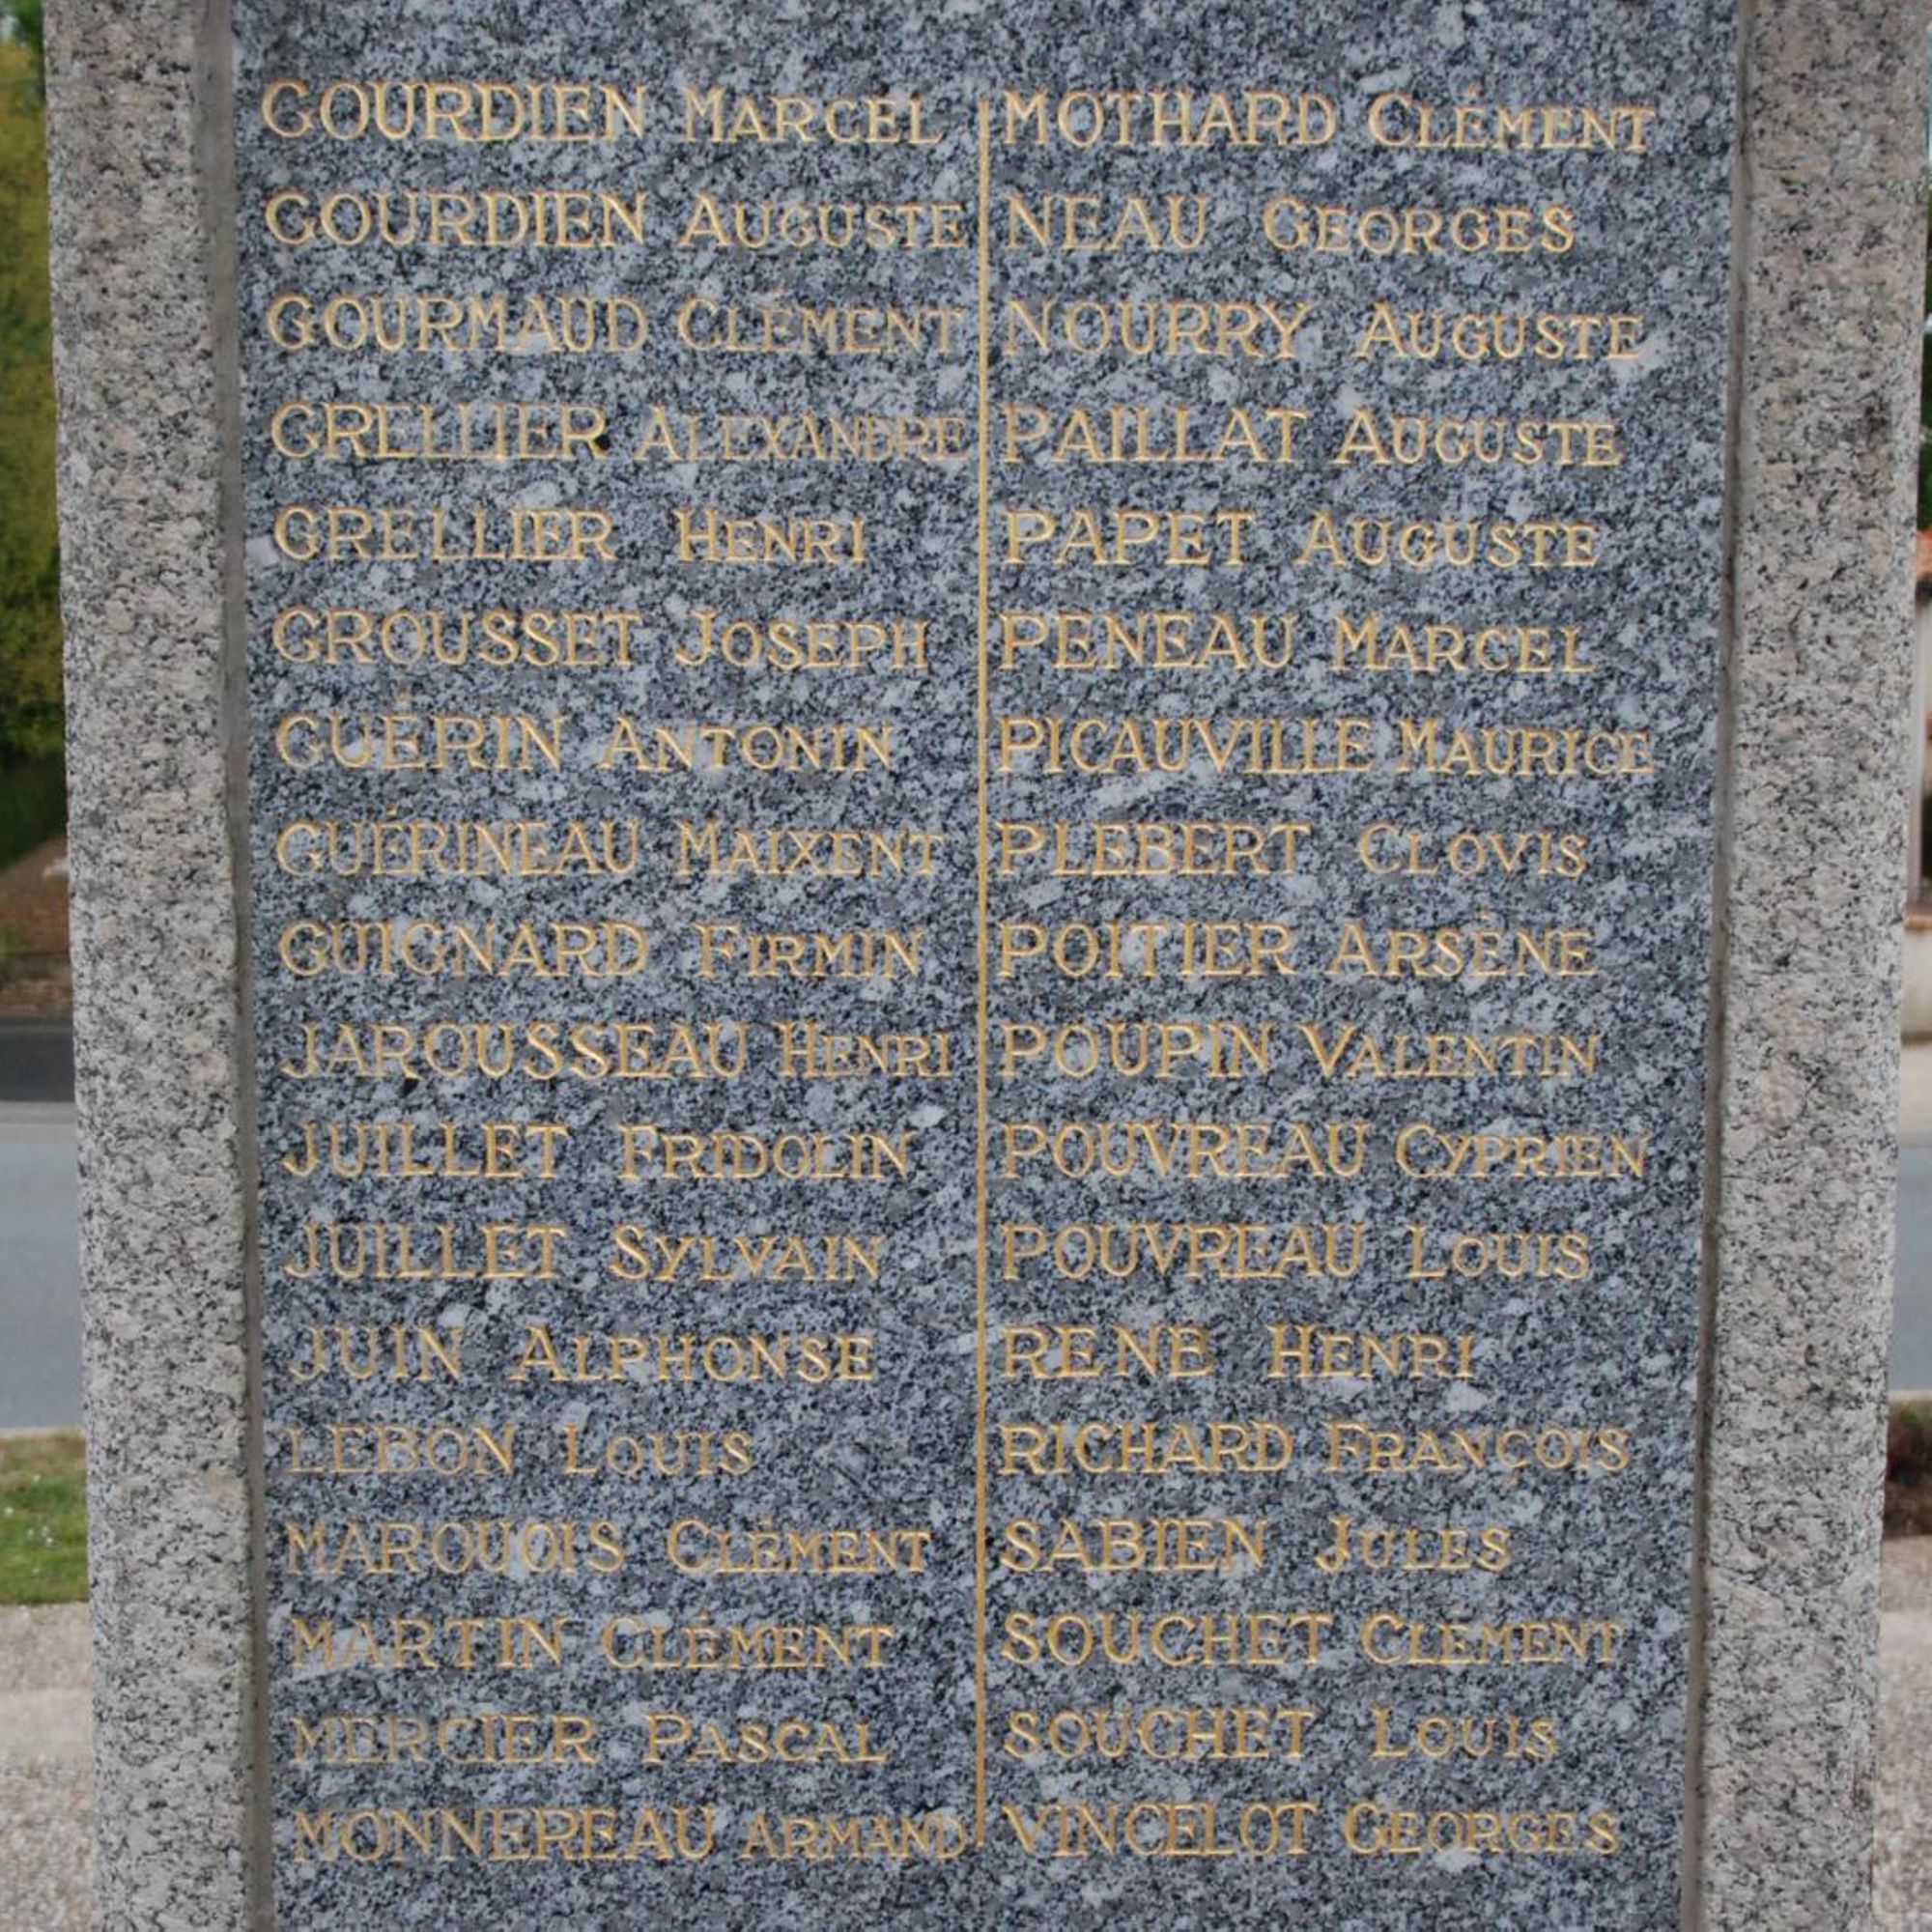 GOURDIEN MARCEL
GOURDIEN AUGUSTE
GOURMAUD CLÉMENT
GRELLIER ALEXANDRE
GRELLIER HENRI
GROUSSET JOSEPH
GUÉRIN ANTONIN
GUÉRINEAU MAIXENT
GUIGNARD FIRMIN
JAROUSSEAU HENRI
JUILLET FRIDOLIN
JUILLET SYLVAIN
JUIN ALPHONSE
LEBON LOUIS
MAROUOIS CLÉMENT
MARTIN CLÉMENT
MERCIER PASCAL
MONNEREAU ARMAND
MOTHARD CLÉMENT
NEAU GEORGES
NOURRY AUGUSTE
PAILLAT AUGUSTE
PAPET AUGUSTE
PENEAU MARCEL
PICAUVILLE MAURICE
PLEBERT CLOVIS
POITIER ARSÈNE
POUPIN VALENTIN
POUVREAU CYPRIEN
POUVREAU LOUIS
RENE HENRI
RICHARD FRANÇOIS
SABIEN JULES
SOUCHET CLÉMENT
SOUCHET LOUIS
VINCELOT GEORGES